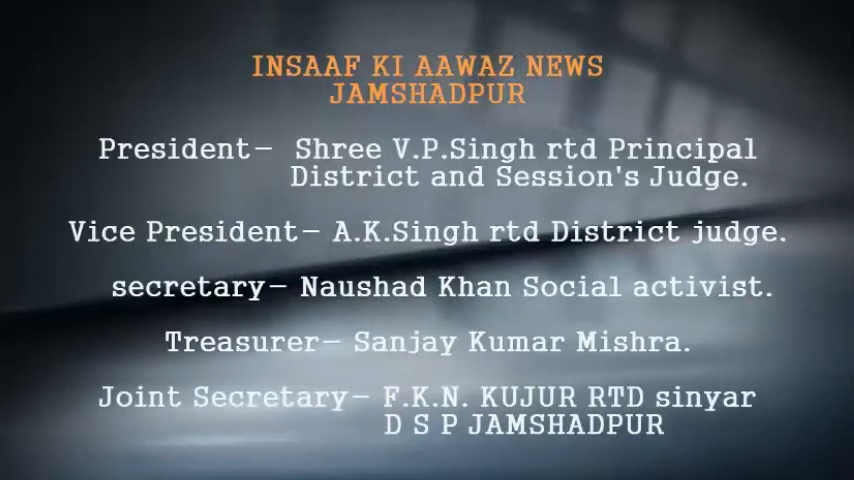 INSAAF KI AAWAZ NEWS
JAMSHADPUR
President- Shree V.P.Singh rtd Principal
District and Session's Judge.
Vice President- A.K.Singh rtd District judge.
secretary- Naushad Khan Social activist.
Treasurer- Sanjay Kumar Mishra.
Joint Secretary- F.K.N. KUJUR RTD sinyar
D S P JAMSHADPUR